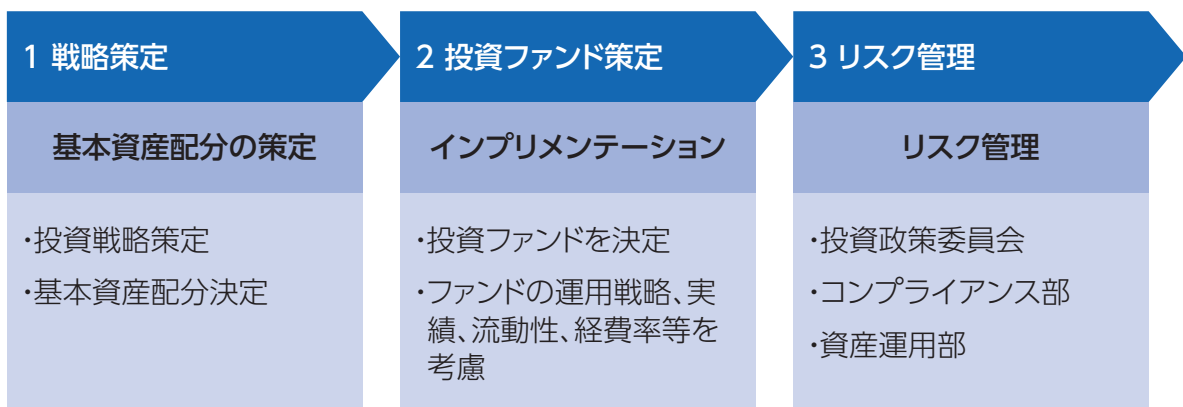 1 戦略策定
基本資産配分の策定
・投資戦略策定
・基本資産配分決定
2 投資ファンド策定
インプリメンテーション
・投資ファンドを決定
・ファンドの運用戦略、実
績、流動性、経費率等を
考慮
3 リスク管理
リスク管理
・投資政策委員会
・コンプライアンス部
・資産運用部